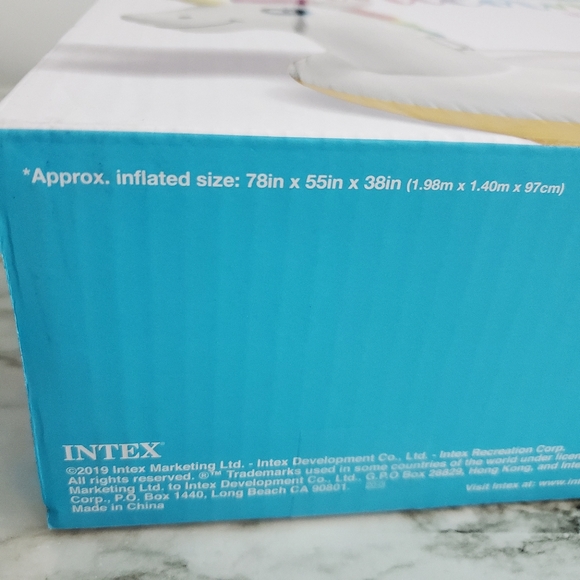 *Approx. inflated size: 78in x 55in x 38in (1.98m x 1.40m x 97cm)
INTEX®
©2019 Intex Marketing Ltd. - Intex Development Co., Ltd. - Intex Recreation Corp.
All rights reserved. ®™ Trademarks used in some countries of the world under
Marketing Ltd. to Intex Development Co., Ltd. G.P.O Box 28829, Hong Kong, and
Corp., P.O. Box 1440, Long Beach CA 90801. Visit Intex at:
Made in China